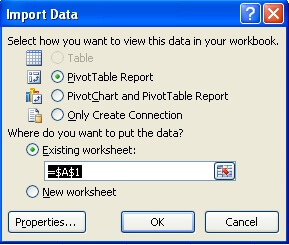 Import Data
Select how you want to view this data in your workbook.
Table
PivotTable Report
PivotChart and PivotTable Report
Only Create Connection
Where do you want to put the data?
Existing worksheet:
=$A$1
New worksheet
Properties... OK Cancel